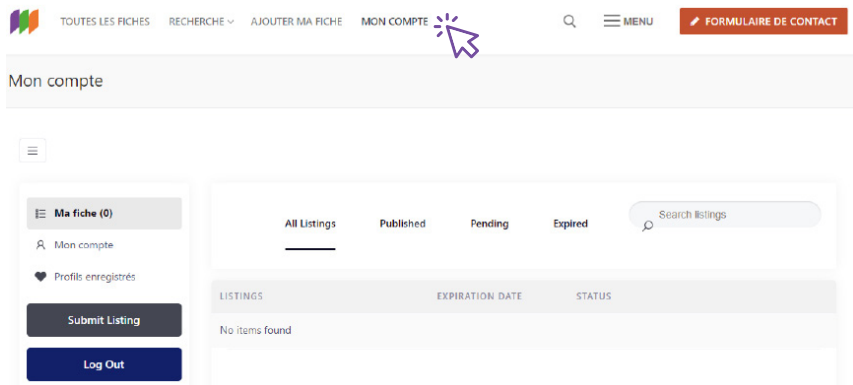 TOUTES LES FICHES RECHERCHE AJOUTER MA FICHE MON COMPTE MENU FORMULAIRE DE CONTACT
Mon compte
Ma fiche (0)
Mon compte
Profils enregistrés
Submit Listing
Log Out
All Listings Published Pending Expired Search listings
LISTINGS EXPIRATION DATE STATUS
No items found